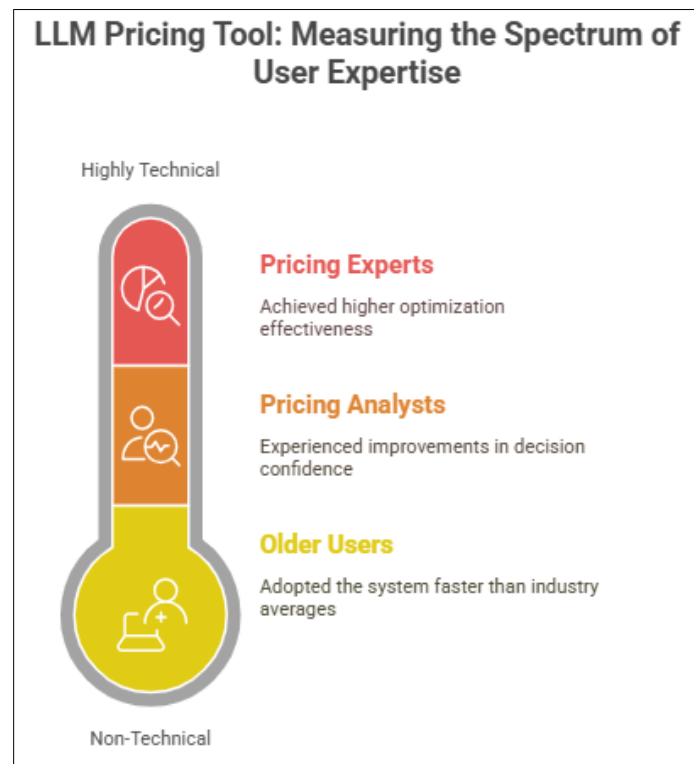 LLM Pricing Tool: Measuring the Spectrum of
User Expertise
Highly Technical
Pricing Experts
Achieved higher optimization
effectiveness
Pricing Analysts
Experienced improvements in decision
confidence
Older Users
Adopted the system faster than industry
averages
Non-Technical